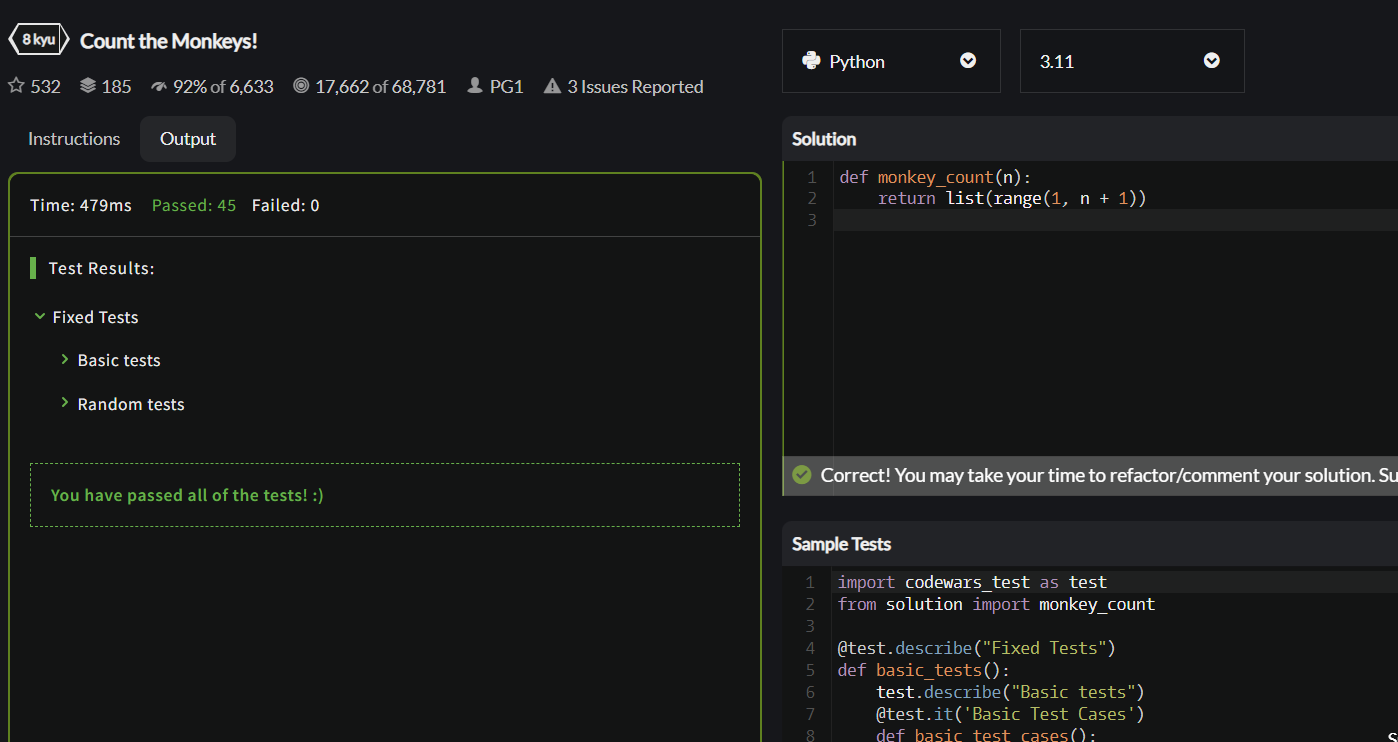 8 kyu Count the Monkeys!
532 185 92% of 6,633 17,662 of 68,781 PG1 3 Issues Reported
Instructions Output
Time: 479ms Passed: 45 Failed: 0
Test Results:
Fixed Tests
Basic tests
Random tests
You have passed all of the tests! :)
Python 3.11
Solution
1 def monkey_count(n):
2 return list(range(1, n + 1))
3
Correct! You may take your time to refactor/comment your solution. Su
Sample Tests
1 import codewars_test as test
2 from solution import monkey_count
3
4 @test.describe("Fixed Tests")
5 def basic_tests():
6 test.describe("Basic tests")
7 @test.it('Basic Test Cases')
8 def basic_test_cases():